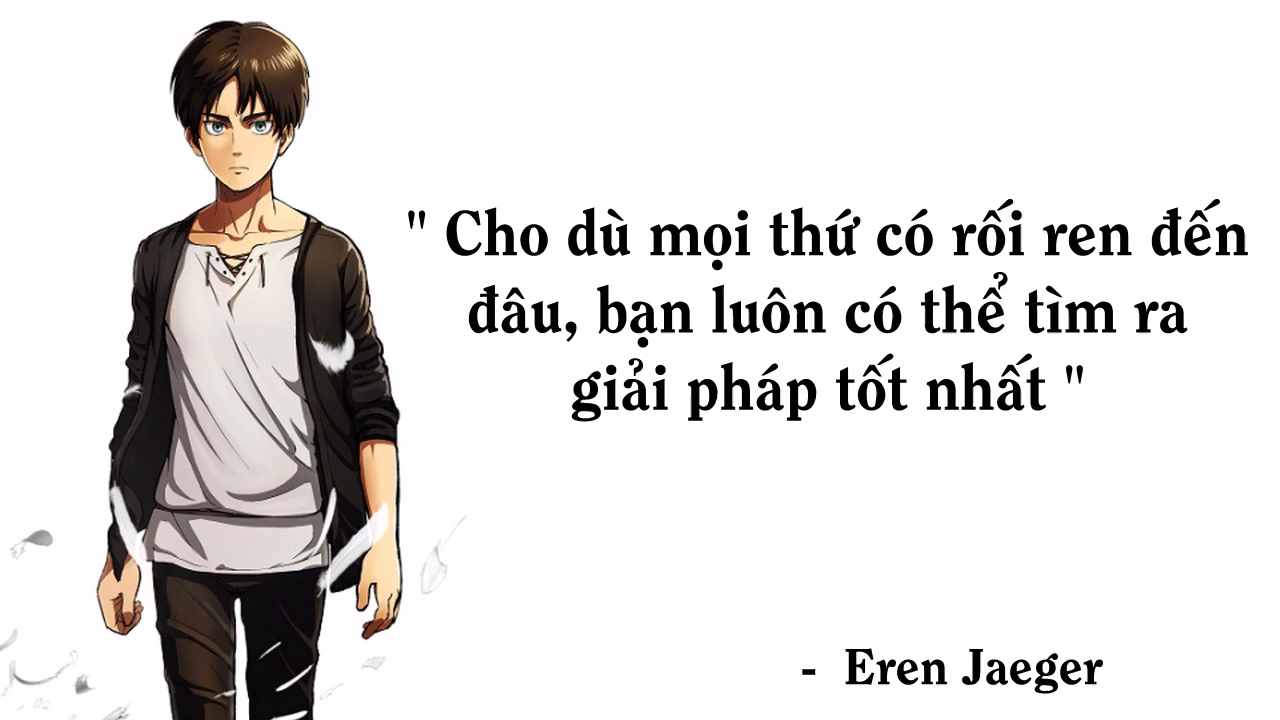 " Cho dù mọi thứ có rối ren đến
đâu, bạn luôn có thể tìm ra
giải pháp tốt nhất "
- Eren Jaeger